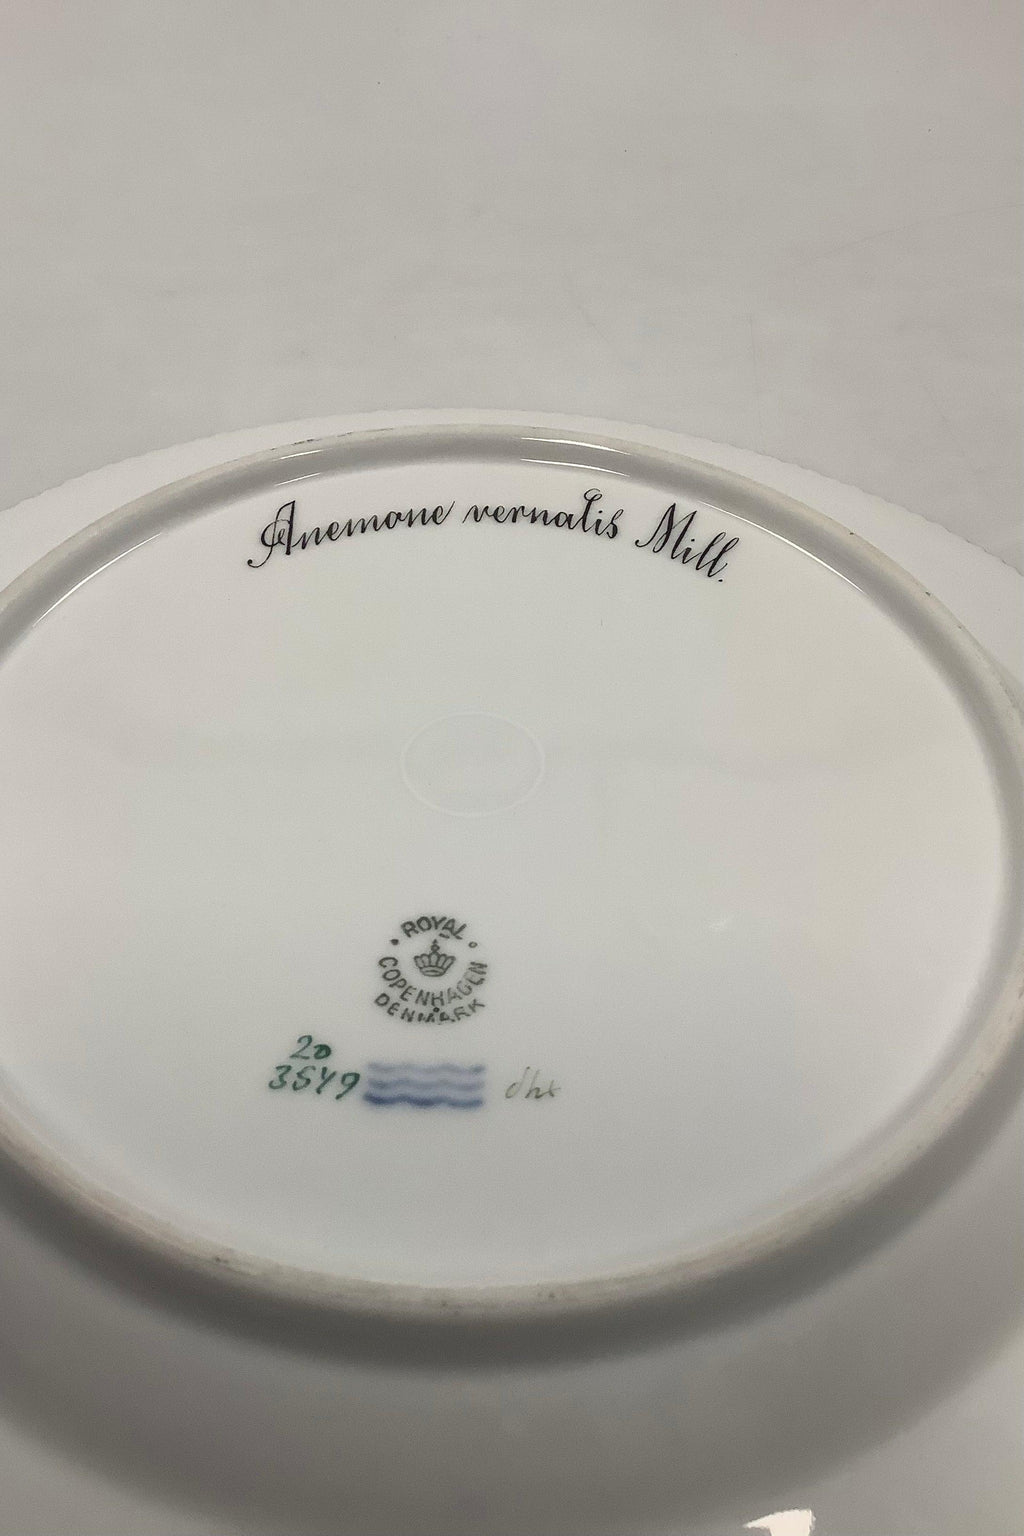 Anemone vernalis Mill.
ROYAL
COPENHAGEN
DENMARK
20
3549